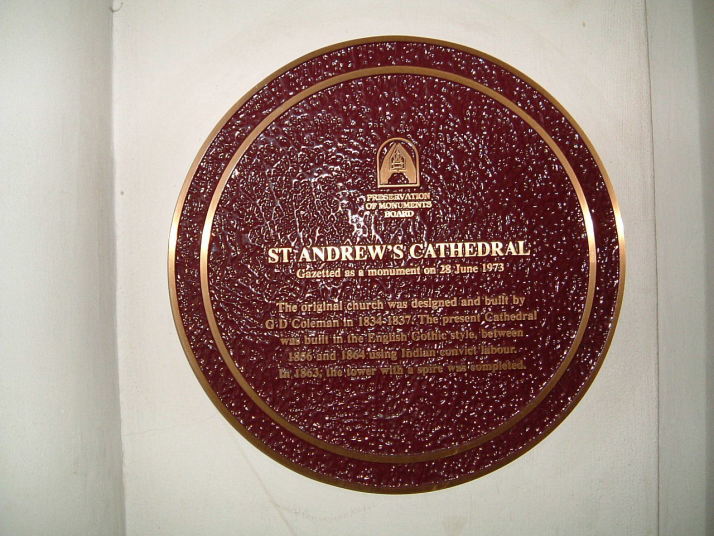 PRESERVATION
OF MONUMENTS
BOARD
ST ANDREW'S CATHEDRAL
Gazetted as a monument on 28 June 1973
The original church was designed and built by
G D Coleman in 1834-1837. The present Cathedral
was built in the English Gothic style, between
1856 and 1864 using Indian convict labour.
In 1863, the tower with a spire was completed.